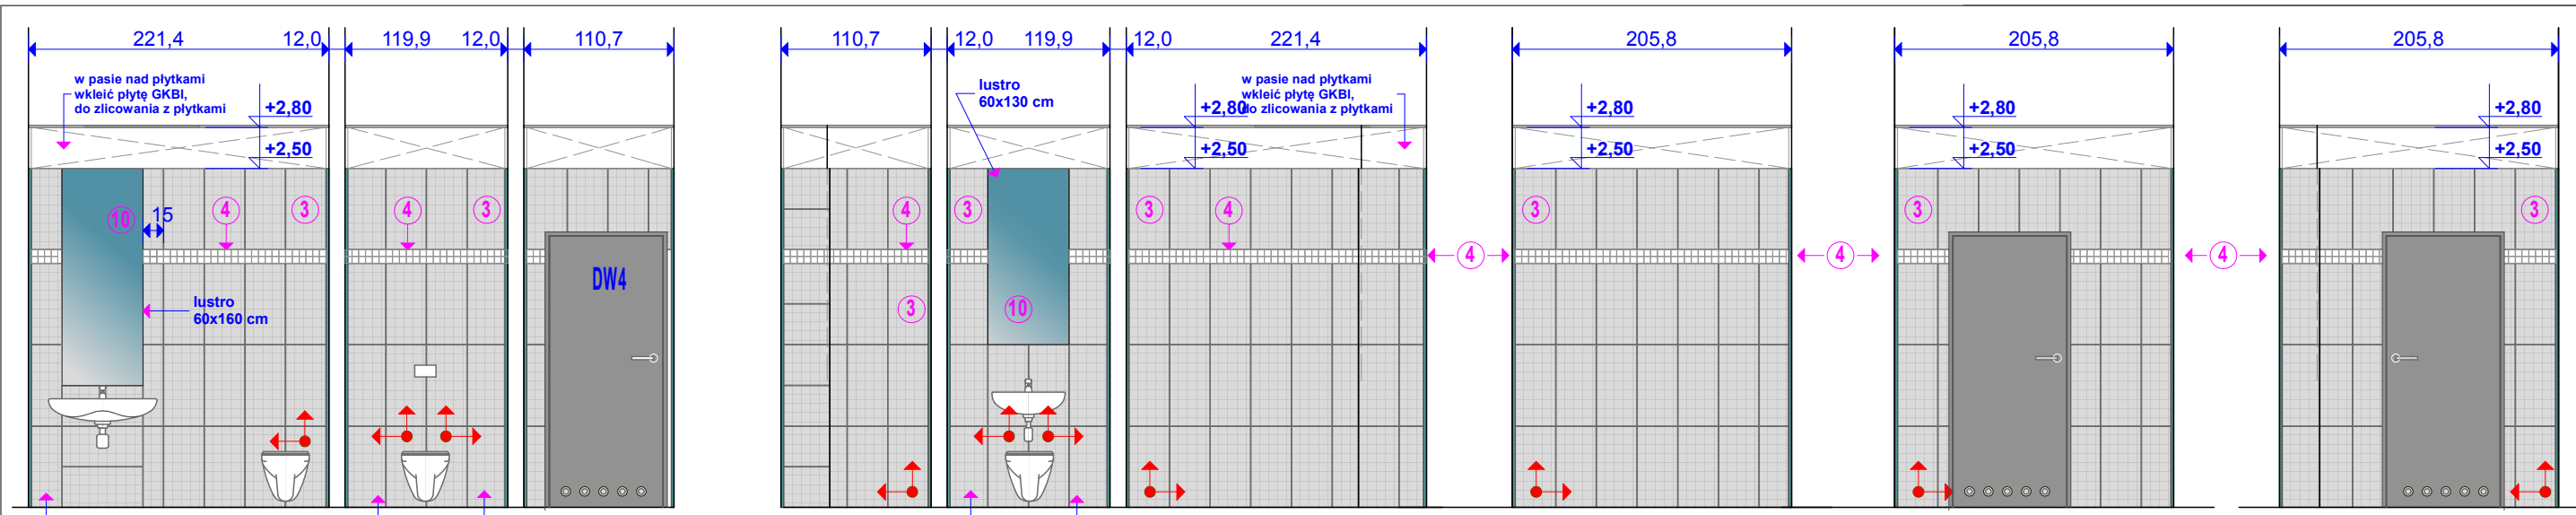 221,4 12,0 119,9 12,0 110,7 110,7 12,0 119,9 12,0 221,4 205,8 205,8 205,8
w pasie nad płytkami
wkleić płytę GKBI,
do zlicowania z płytkami
+2,80
+2,50
lustro
60x130 cm
w pasie nad płytkami
wkleić płytę GKBI,
do zlicowania z płytkami
+2,80
+2,50
+2,80
+2,50
+2,80
+2,50
+2,80
+2,50
10 15 4 3 4 3 4 3 3 4 3 3 3
4 4 4
DW4
lustro
60x160 cm
3 10